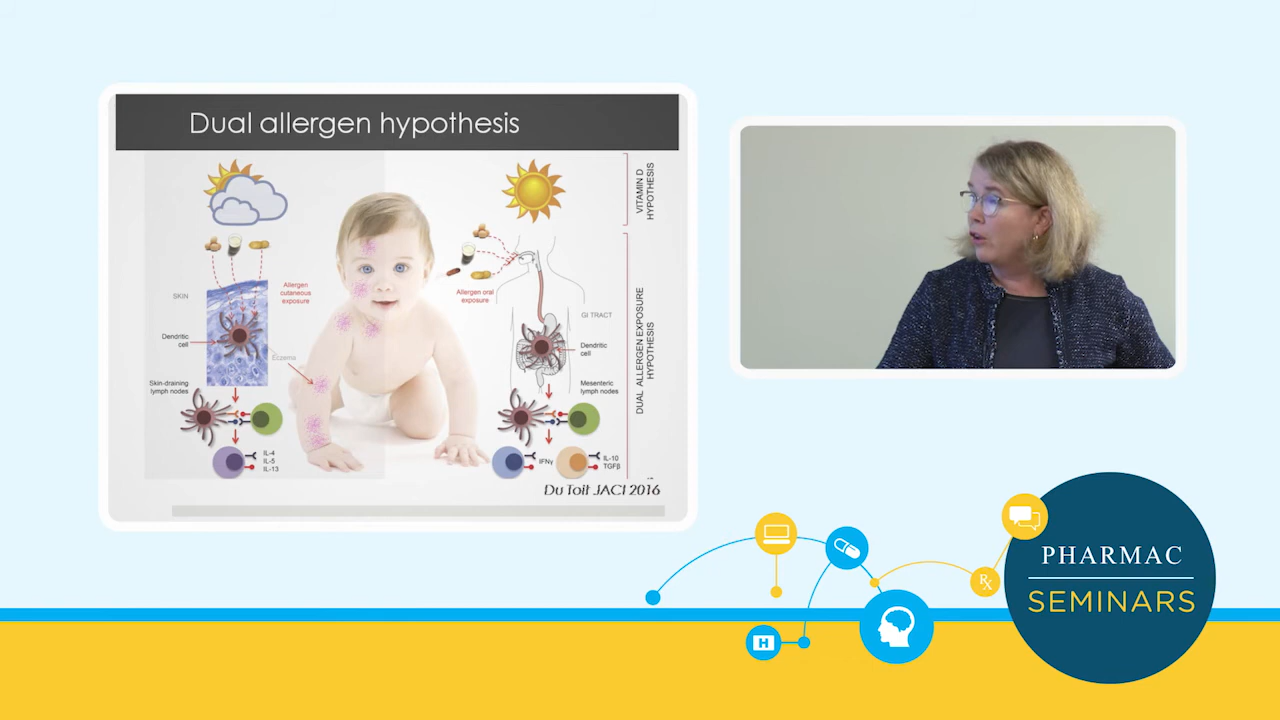 Dual allergen hypothesis
VITAMIN D
HYPOTHESIS
Allergen
cutaneous
exposure
Allergen oral
exposure
SKIN
GI TRACT
DUAL ALLERGEN EXPOSURE
HYPOTHESIS
Dendritic
cell
Eczema
Dendritic
cell
Skin-draining
lymph nodes
Mesenteric
lymph nodes
IL-4
IL-5
IL-13
IFNγ
IL-10
TGFβ
Du Toit JACI 2016
PHARMAC
SEMINARS
Rx
H